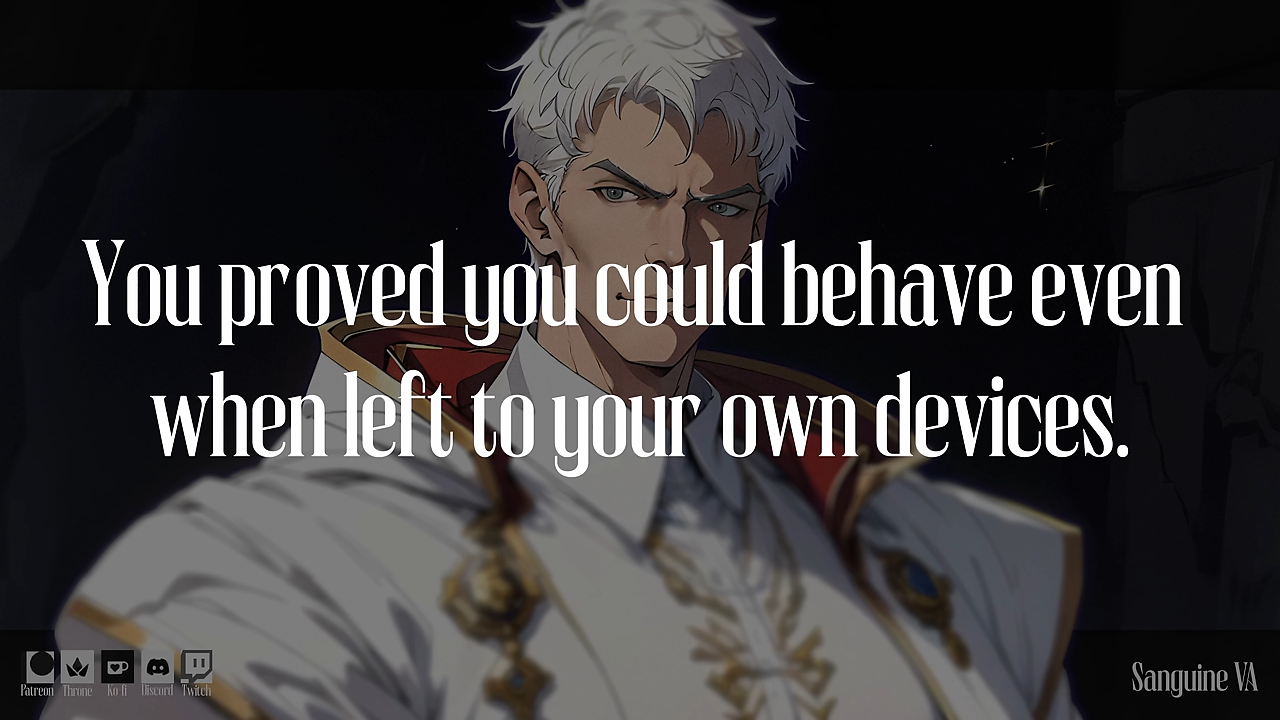 You proved you could behave even
when left to your own devices.
Patreon Throne Ko fi Discord Twitch
Sanguine VA